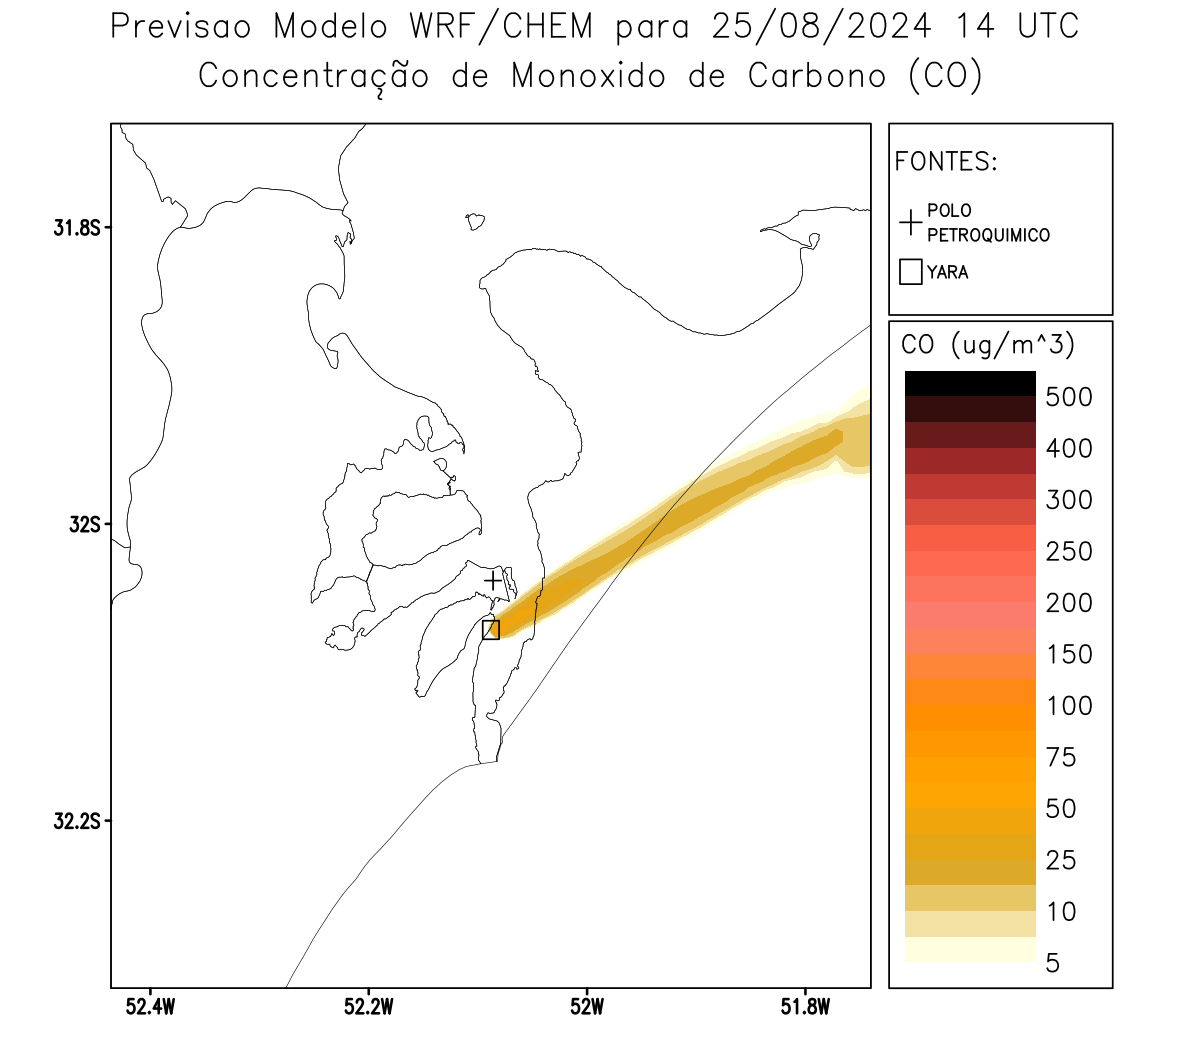 Previsao Modelo WRF/CHEM para 25/08/2024 14 UTC
Concentração de Monoxido de Carbono (CO)
FONTES:
POLO
PETROQUIMICO
YARA
CO (ug/m^3)
500
400
300
250
200
150
100
75
50
25
10
5
31.8S
32S
32.2S
52.4W
52.2W
52W
51.8W